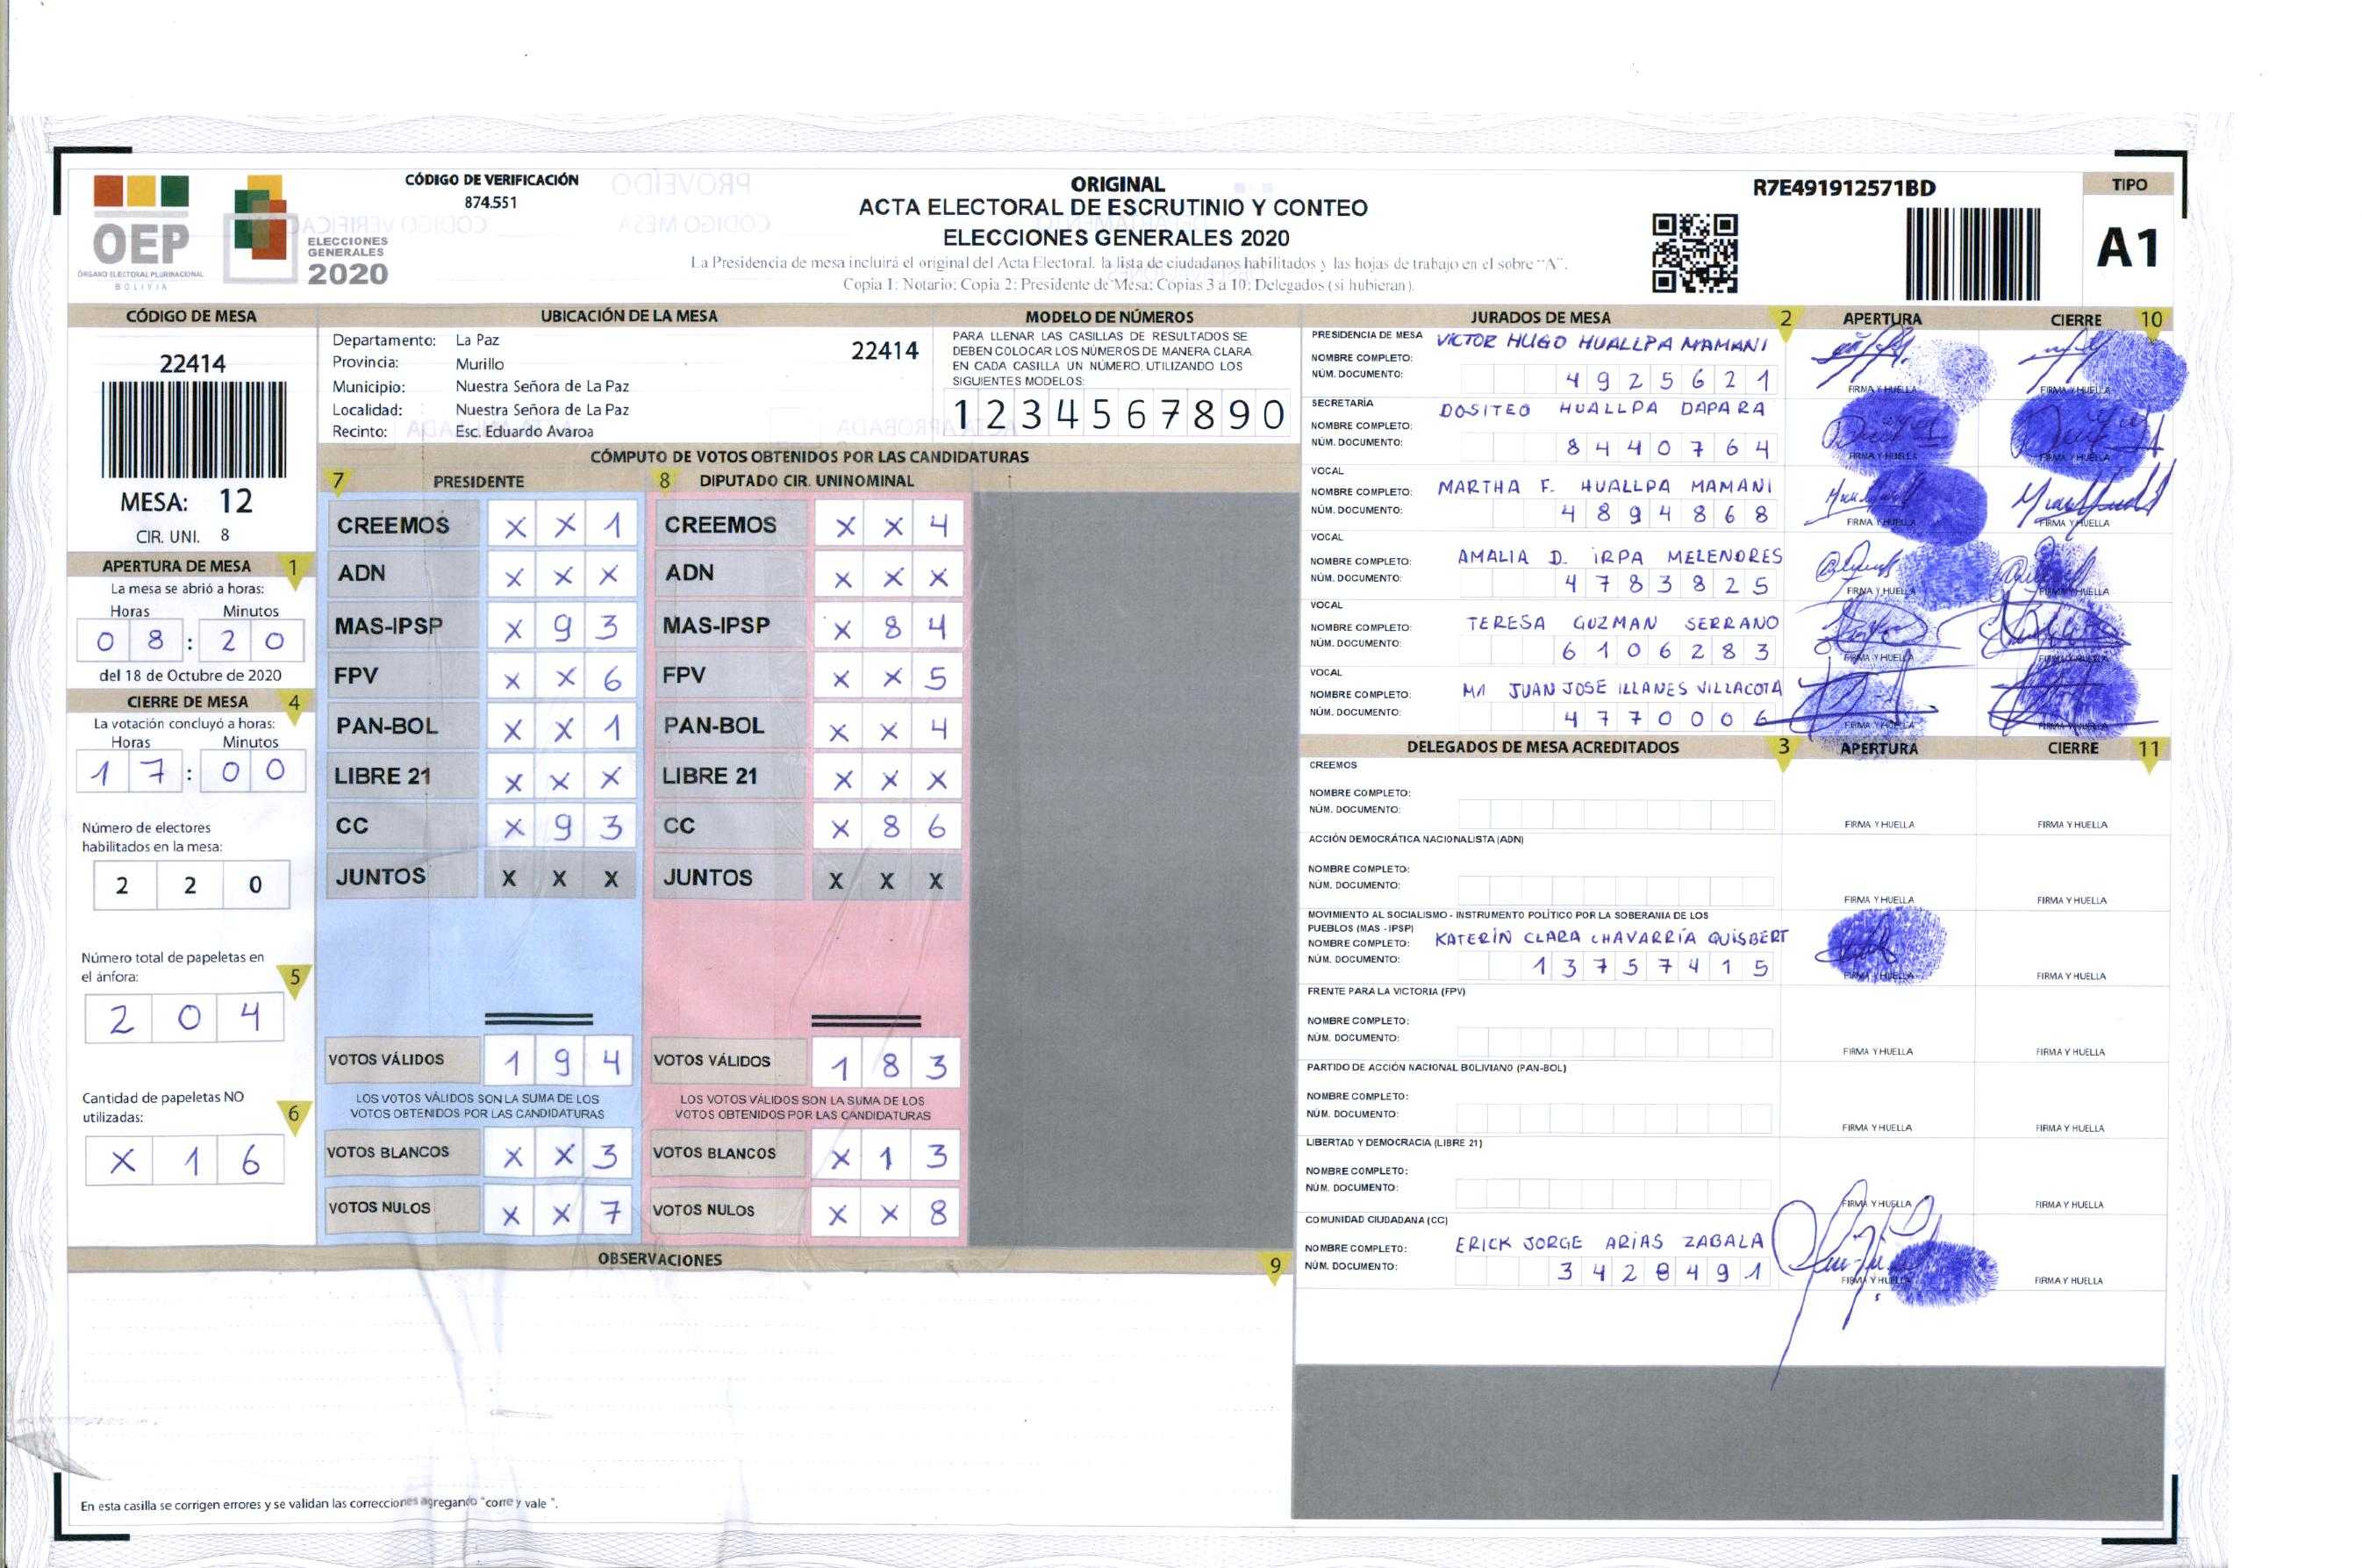 CÓDIGO DE VERIFICACIÓN
874.551
OEP
ÓRGANO ELECTORAL PLURINACIONAL
BOLIVIA
ELECCIONES
GENERALES
2020
ORIGINAL
ACTA ELECTORAL DE ESCRUTINIO Y CONTEO
ELECCIONES GENERALES 2020
La Presidencia de mesa incluirá el original del Acta Electoral, la lista de ciudadanos habilitados y las hojas de trabajo en el sobre "A".
Copia 1: Notario; Copia 2: Presidente de Mesa; Copias 3 a 10: Delegados (si hubieran).
R7E491912571BD
TIPO
A1
CÓDIGO DE MESA
22414
MESA: 12
CIR. UNI. 8
APERTURA DE MESA 1
La mesa se abrió a horas:
Horas Minutos
0 8 : 2 0
del 18 de Octubre de 2020
CIERRE DE MESA 4
La votación concluyó a horas:
Horas Minutos
1 7 : 0 0
Número de electores
habilitados en la mesa:
2 2 0
Número total de papeletas en
el ánfora: 5
2 0 4
Cantidad de papeletas NO
utilizadas: 6
X 1 6
UBICACIÓN DE LA MESA
Departamento: La Paz
22414
Provincia: Murillo
Municipio: Nuestra Señora de La Paz
Localidad: Nuestra Señora de La Paz
Recinto: Esc. Eduardo Avaroa
MODELO DE NÚMEROS
PARA LLENAR LAS CASILLAS DE RESULTADOS SE
DEBEN COLOCAR LOS NÚMEROS DE MANERA CLARA
EN CADA CASILLA UN NÚMERO, UTILIZANDO LOS
SIGUIENTES MODELOS:
1 2 3 4 5 6 7 8 9 0
CÓMPUTO DE VOTOS OBTENIDOS POR LAS CANDIDATURAS
7 PRESIDENTE
CREEMOS X X 1
ADN X X X
MAS-IPSP X 9 3
FPV X X 6
PAN-BOL X X 1
LIBRE 21 X X X
CC X 9 3
JUNTOS X X X
VOTOS VÁLIDOS 1 9 4
LOS VOTOS VÁLIDOS SON LA SUMA DE LOS
VOTOS OBTENIDOS POR LAS CANDIDATURAS
VOTOS BLANCOS X X 3
VOTOS NULOS X X 7
8 DIPUTADO CIR. UNINOMINAL
CREEMOS X X 4
ADN X X X
MAS-IPSP X 8 4
FPV X X 5
PAN-BOL X X 4
LIBRE 21 X X X
CC X 8 6
JUNTOS X X X
VOTOS VÁLIDOS 1 8 3
LOS VOTOS VÁLIDOS SON LA SUMA DE LOS
VOTOS OBTENIDOS POR LAS CANDIDATURAS
VOTOS BLANCOS X 1 3
VOTOS NULOS X X 8
OBSERVACIONES 9
En esta casilla se corrigen errores y se validan las correcciones agregando "corre y vale ".
JURADOS DE MESA 2 APERTURA CIERRE 10
PRESIDENCIA DE MESA
NOMBRE COMPLETO: VICTOR HUGO HUALLPA MAMANI
NÚM. DOCUMENTO: 4 9 2 5 6 2 1
FIRMA Y HUELLA FIRMA Y HUELLA
SECRETARÍA
NOMBRE COMPLETO: DOSITEO HUALLPA DAPARA
NÚM. DOCUMENTO: 8 4 4 0 7 6 4
FIRMA Y HUELLA FIRMA Y HUELLA
VOCAL
NOMBRE COMPLETO: MARTHA F. HUALLPA MAMANI
NÚM. DOCUMENTO: 4 8 9 4 8 6 8
FIRMA Y HUELLA FIRMA Y HUELLA
VOCAL
NOMBRE COMPLETO: AMALIA D. IRPA MELENDRES
NÚM. DOCUMENTO: 4 7 8 3 8 2 5
FIRMA Y HUELLA FIRMA Y HUELLA
VOCAL
NOMBRE COMPLETO: TERESA GUZMAN SERRANO
NÚM. DOCUMENTO: 6 1 0 6 2 8 3
FIRMA Y HUELLA FIRMA Y HUELLA
VOCAL
NOMBRE COMPLETO: JUAN JOSE ILLANES VILLACOTA
NÚM. DOCUMENTO: 4 7 7 0 0 0 6
FIRMA Y HUELLA FIRMA Y HUELLA
DELEGADOS DE MESA ACREDITADOS 3 APERTURA CIERRE 11
CREEMOS
NOMBRE COMPLETO:
NÚM. DOCUMENTO:
FIRMA Y HUELLA FIRMA Y HUELLA
ACCIÓN DEMOCRÁTICA NACIONALISTA (ADN)
NOMBRE COMPLETO:
NÚM. DOCUMENTO:
FIRMA Y HUELLA FIRMA Y HUELLA
MOVIMIENTO AL SOCIALISMO - INSTRUMENTO POLÍTICO POR LA SOBERANIA DE LOS
PUEBLOS (MAS - IPSP)
NOMBRE COMPLETO: KATERIN CLARA CHAVARRÍA QUISBERT
NÚM. DOCUMENTO: 1 3 7 5 7 4 1 5
FIRMA Y HUELLA FIRMA Y HUELLA
FRENTE PARA LA VICTORIA (FPV)
NOMBRE COMPLETO:
NÚM. DOCUMENTO:
FIRMA Y HUELLA FIRMA Y HUELLA
PARTIDO DE ACCIÓN NACIONAL BOLIVIANO (PAN-BOL)
NOMBRE COMPLETO:
NÚM. DOCUMENTO:
FIRMA Y HUELLA FIRMA Y HUELLA
LIBERTAD Y DEMOCRACIA (LIBRE 21)
NOMBRE COMPLETO:
NÚM. DOCUMENTO:
FIRMA Y HUELLA FIRMA Y HUELLA
COMUNIDAD CIUDADANA (CC)
NOMBRE COMPLETO: ERICK JORGE ARIAS ZABALA
NÚM. DOCUMENTO: 3 4 2 8 4 9 1
FIRMA Y HUELLA FIRMA Y HUELLA